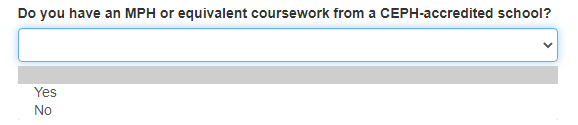 Do you have an MPH or equivalent coursework from a CEPH-accredited school?
Yes
No